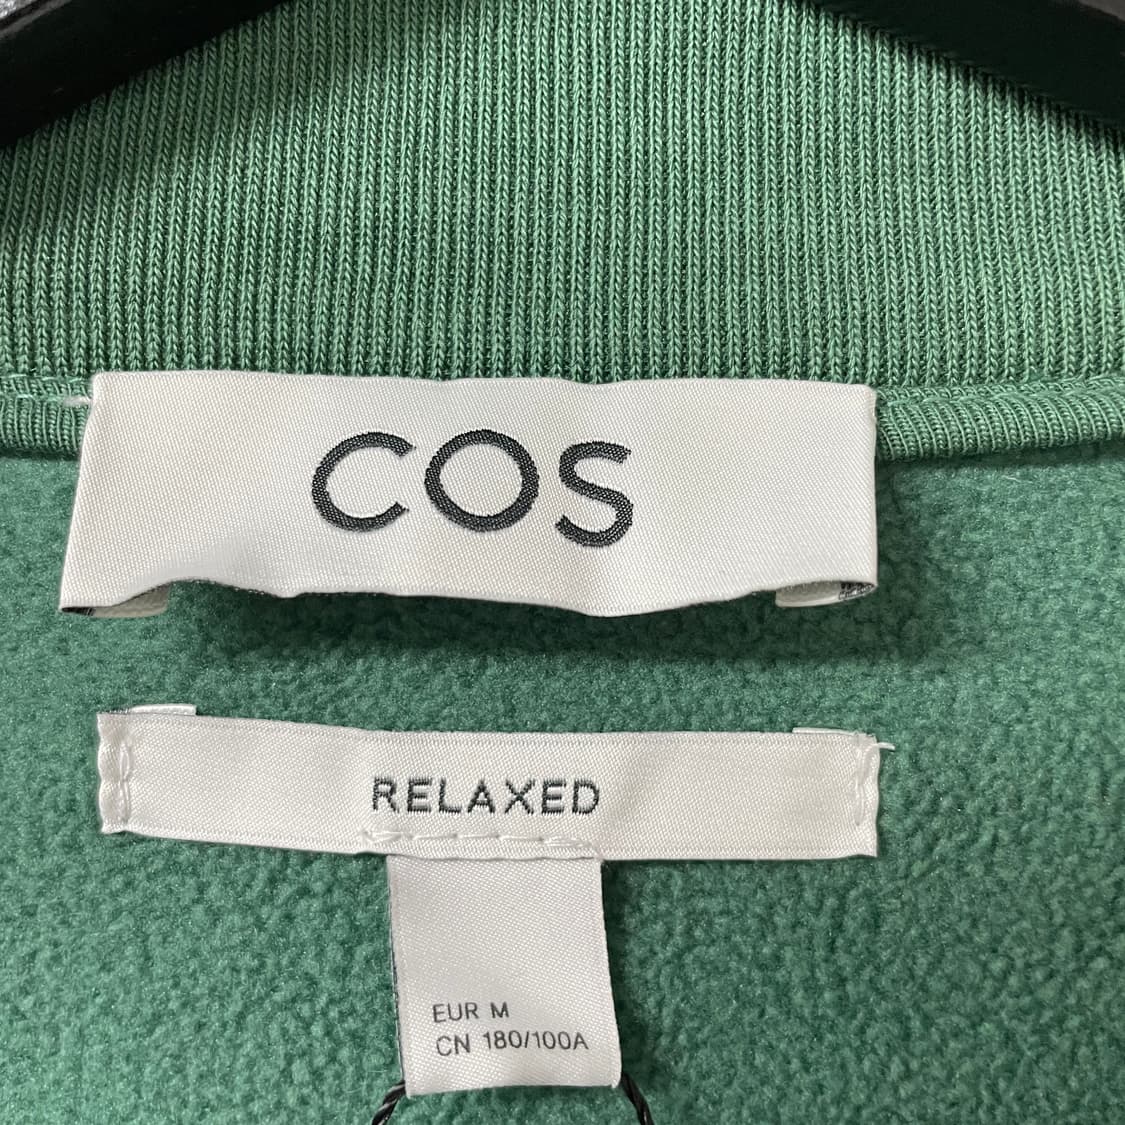 COS
RELAXED
EUR M
CN 180/100A